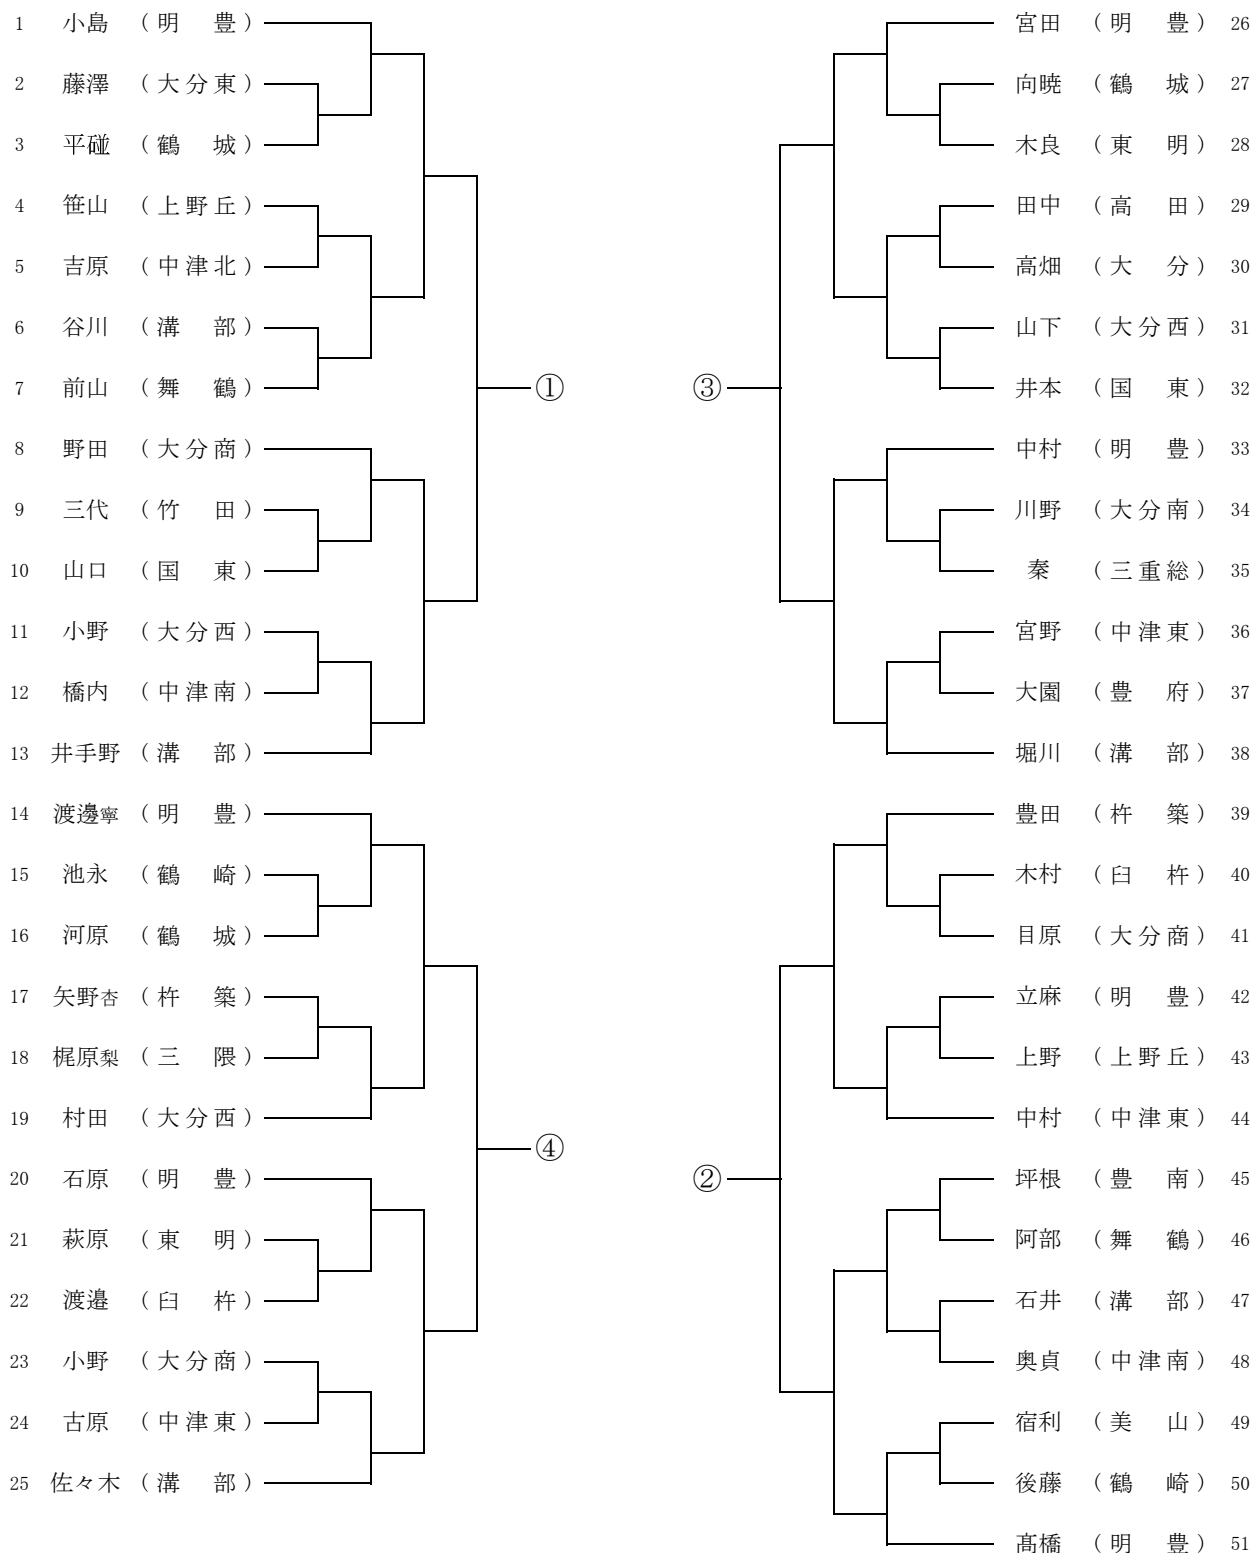 1 小島 （明 豊）
2 藤澤 （大分東）
3 平碰 （鶴 城）
4 笹山 （上野丘）
5 吉原 （中津北）
6 谷川 （溝 部）
7 前山 （舞 鶴）
①
8 野田 （大分商）
9 三代 （竹 田）
10 山口 （国 東）
11 小野 （大分西）
12 橋内 （中津南）
13 井手野 （溝 部）
14 渡邊寧 （明 豊）
15 池永 （鶴 崎）
16 河原 （鶴 城）
17 矢野杏 （杵 築）
18 梶原梨 （三 隈）
19 村田 （大分西）
④
20 石原 （明 豊）
21 萩原 （東 明）
22 渡邉 （臼 杵）
23 小野 （大分商）
24 古原 （中津東）
25 佐々木 （溝 部）
宮田 （明 豊） 26
向暁 （鶴 城） 27
木良 （東 明） 28
田中 （高 田） 29
高畑 （大 分） 30
山下 （大分西） 31
井本 （国 東） 32
③
中村 （明 豊） 33
川野 （大分南） 34
秦 （三重総） 35
宮野 （中津東） 36
大園 （豊 府） 37
堀川 （溝 部） 38
豊田 （杵 築） 39
木村 （臼 杵） 40
目原 （大分商） 41
立麻 （明 豊） 42
上野 （上野丘） 43
中村 （中津東） 44
②
坪根 （豊 南） 45
阿部 （舞 鶴） 46
石井 （溝 部） 47
奥貞 （中津南） 48
宿利 （美 山） 49
後藤 （鶴 崎） 50
髙橋 （明 豊） 51